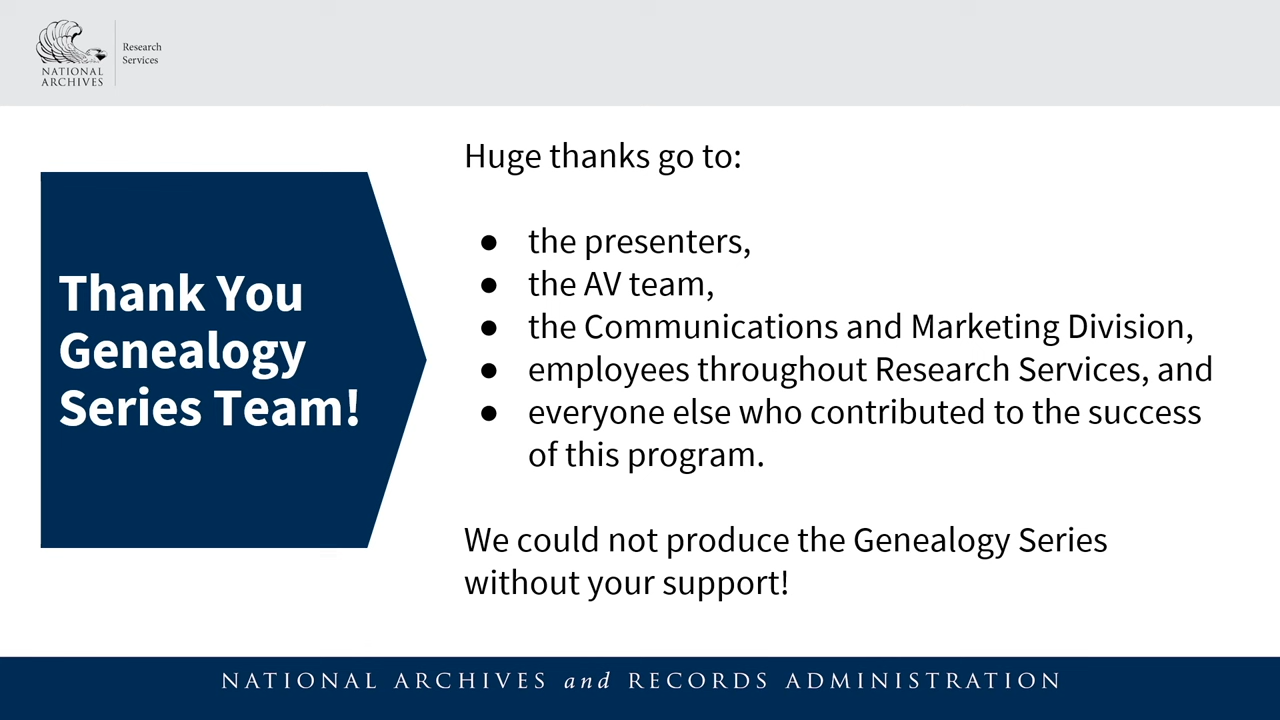 NATIONAL
ARCHIVES
Research
Services
Thank You
Genealogy
Series Team!
Huge thanks go to:
● the presenters,
● the AV team,
● the Communications and Marketing Division,
● employees throughout Research Services, and
● everyone else who contributed to the success
of this program.
We could not produce the Genealogy Series
without your support!
NATIONAL ARCHIVES and RECORDS ADMINISTRATION